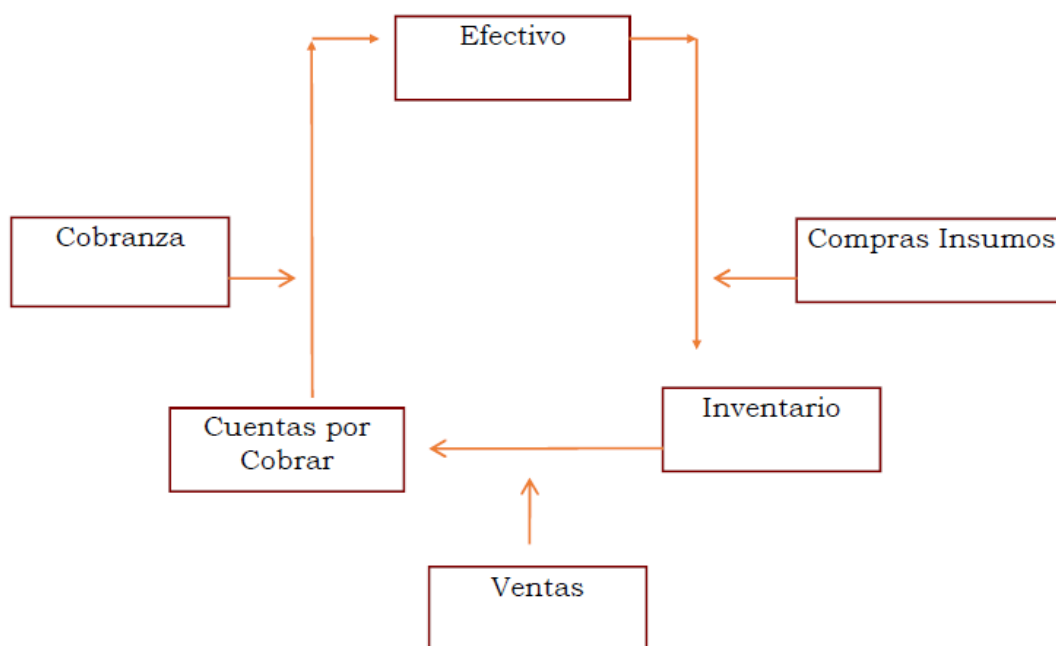 Efectivo
Cobranza
Compras Insumos
Cuentas por
Cobrar
Inventario
Ventas